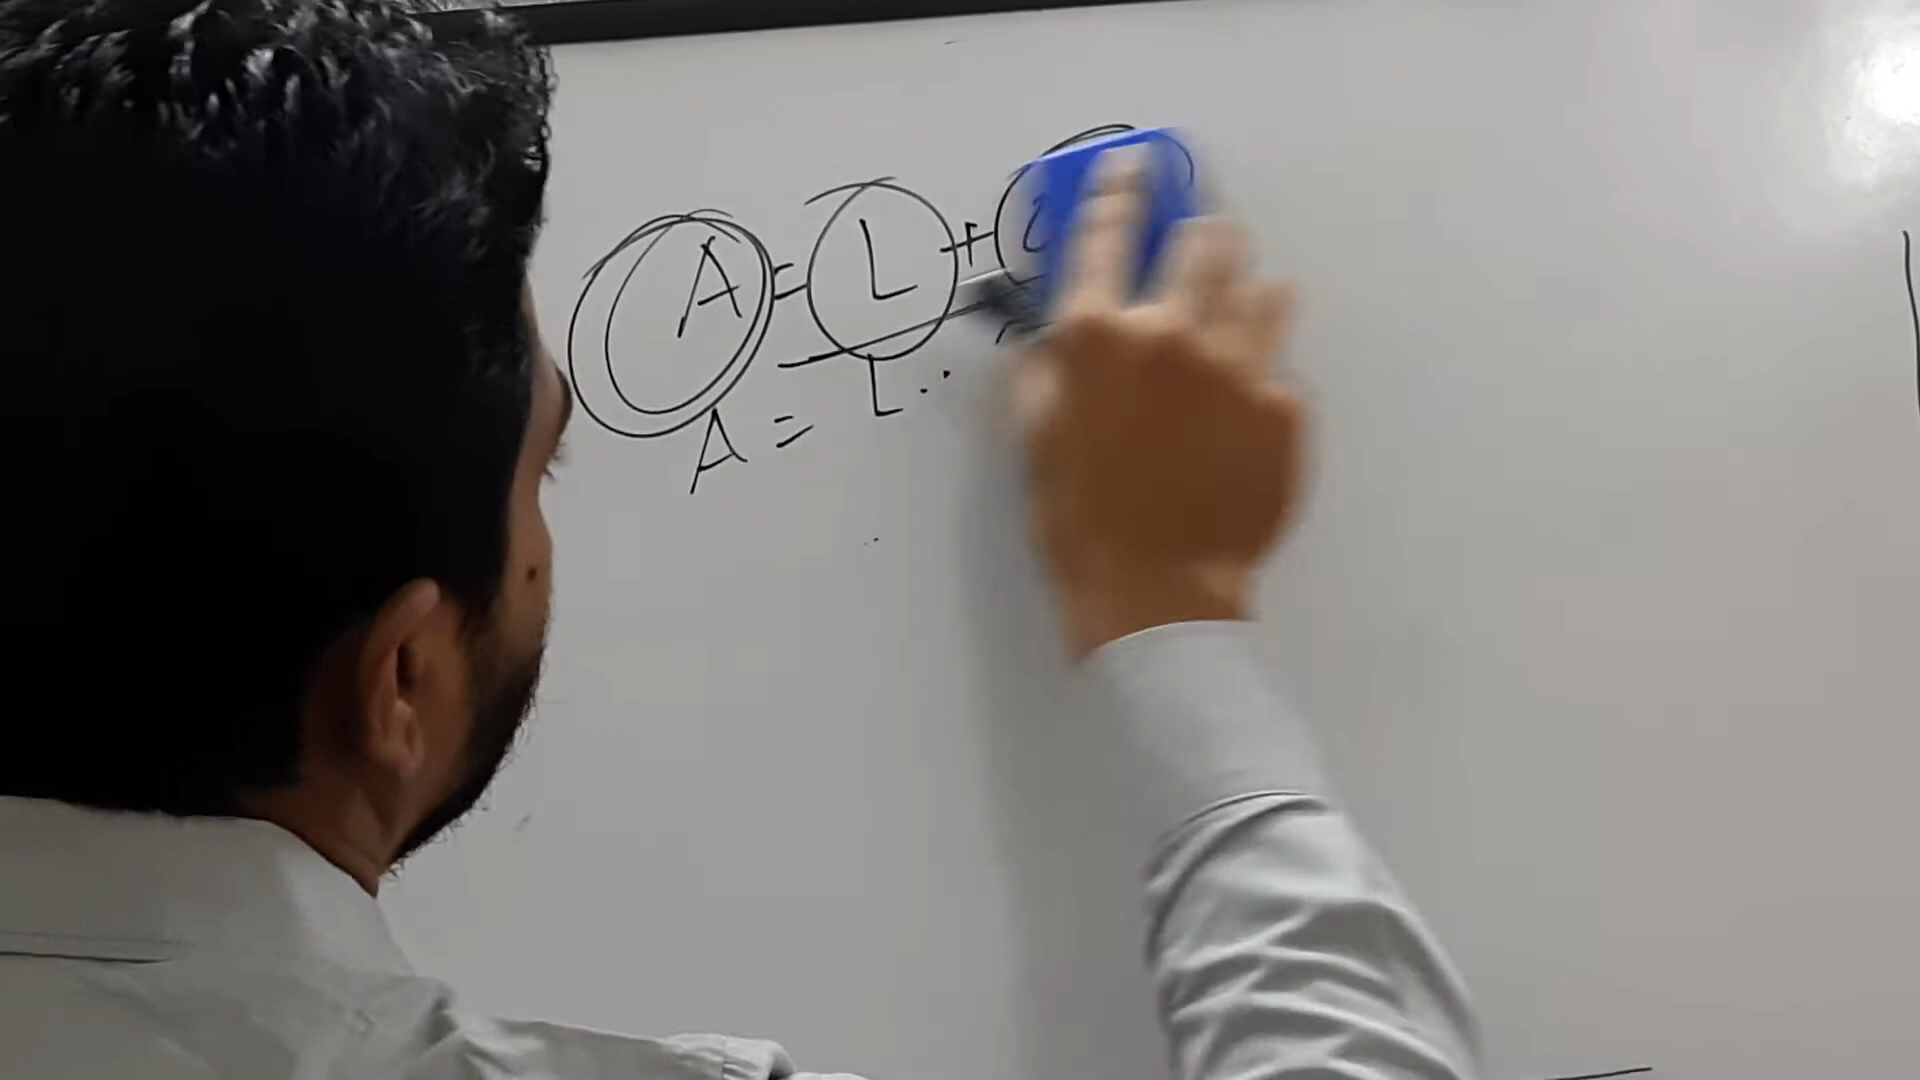 A = L +
A = L